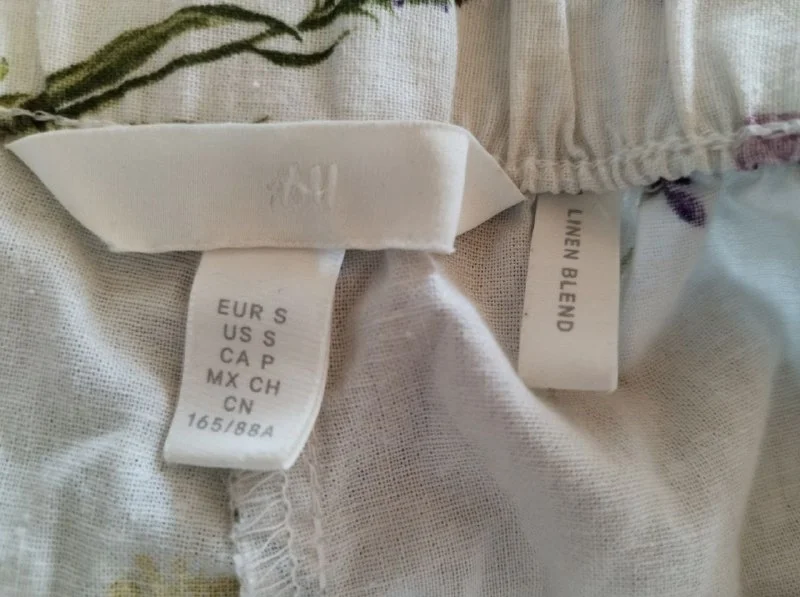 H&M
EUR S
US S
CA P
MX CH
CN
165/88A
LINEN BLEND